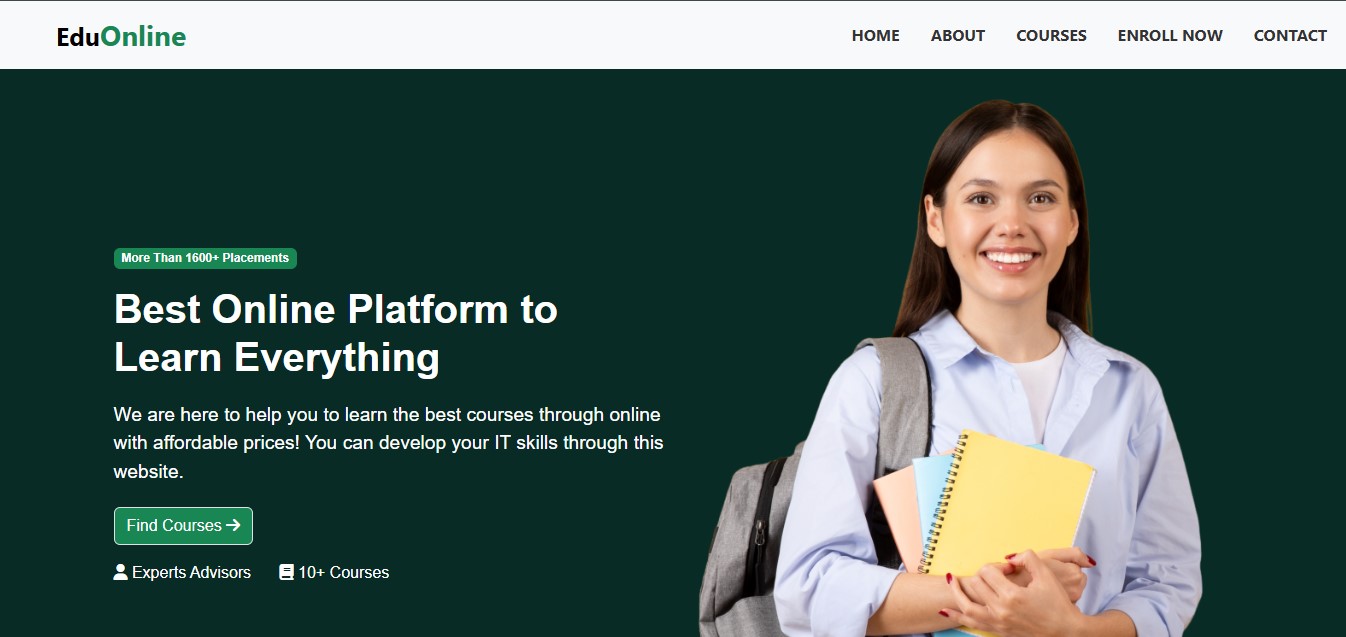 EduOnline
HOME ABOUT COURSES ENROLL NOW CONTACT
More Than 1600+ Placements
Best Online Platform to
Learn Everything
We are here to help you to learn the best courses through online
with affordable prices! You can develop your IT skills through this
website.
Find Courses →
Experts Advisors 10+ Courses